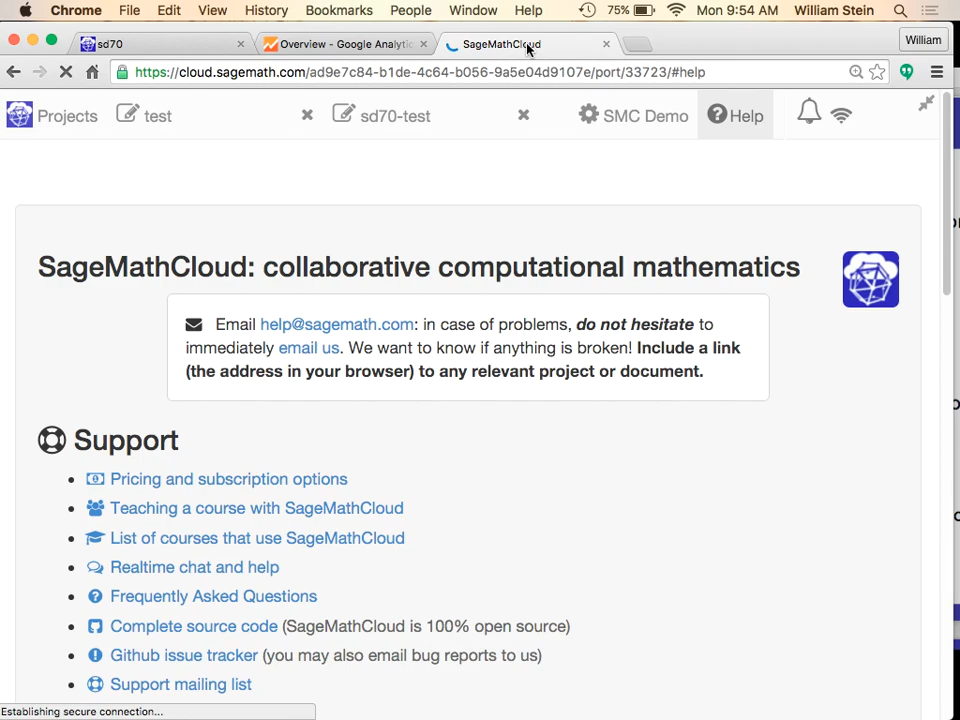 Chrome File Edit View History Bookmarks People Window Help 75% Mon 9:54 AM William Stein
sd70 Overview - Google Analytic SageMathCloud William
https://cloud.sagemath.com/ad9e7c84-b1de-4c64-b056-9a5e04d9107e/port/33723/#help
Projects test sd70-test SMC Demo Help
SageMathCloud: collaborative computational mathematics
Email help@sagemath.com: in case of problems, do not hesitate to
immediately email us. We want to know if anything is broken! Include a link
(the address in your browser) to any relevant project or document.
Support
Pricing and subscription options
Teaching a course with SageMathCloud
List of courses that use SageMathCloud
Realtime chat and help
Frequently Asked Questions
Complete source code (SageMathCloud is 100% open source)
Github issue tracker (you may also email bug reports to us)
Support mailing list
Establishing secure connection...